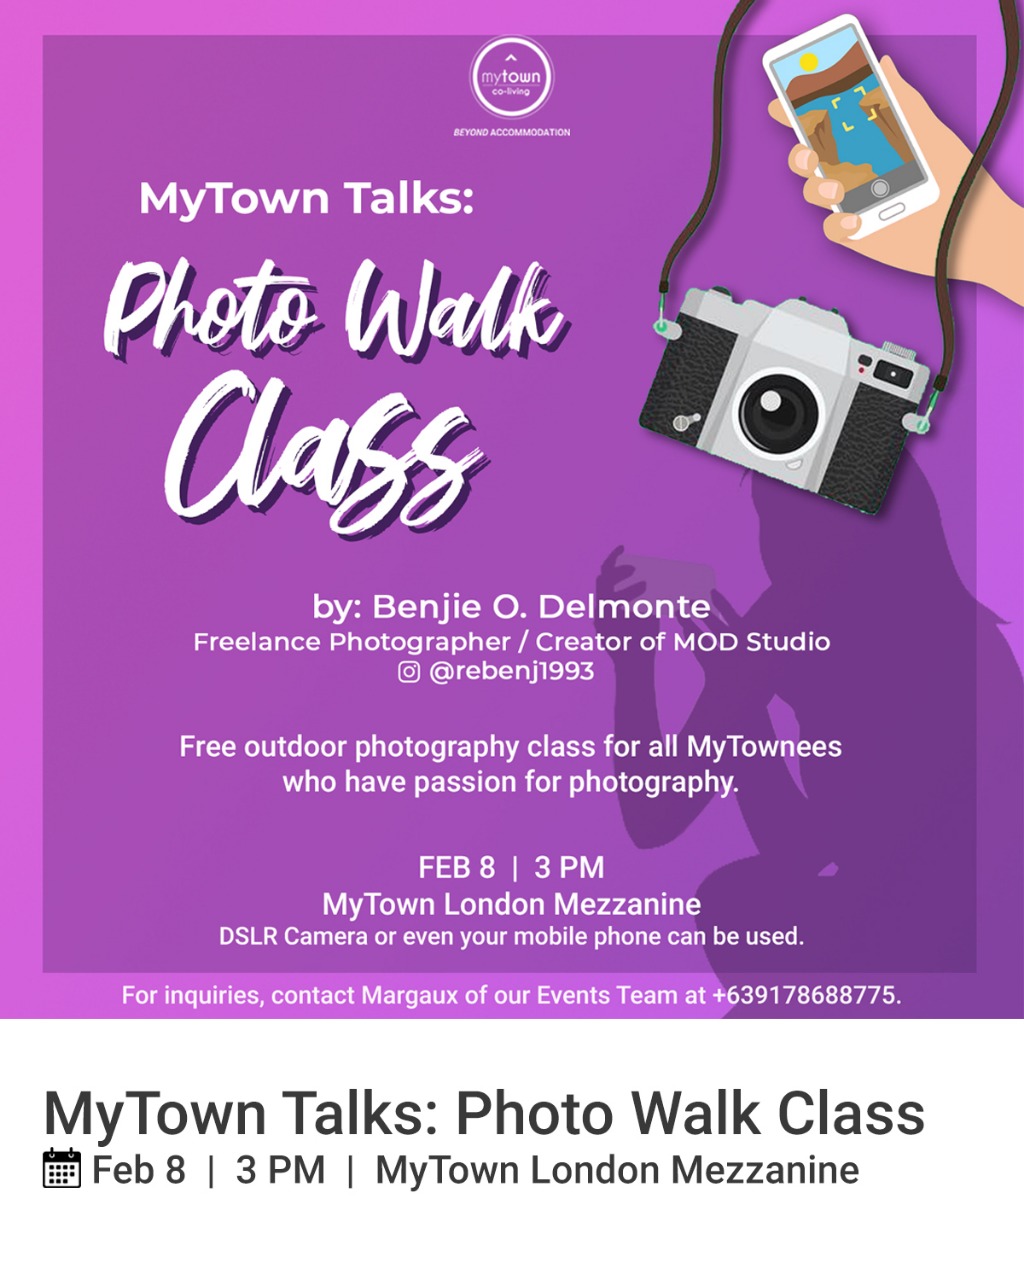 mytown
co-living
BEYOND ACCOMMODATION
MyTown Talks:
Photo Walk
Class
by: Benjie O. Delmonte
Freelance Photographer / Creator of MOD Studio
@rebenj1993
Free outdoor photography class for all MyTownees
who have passion for photography.
FEB 8 | 3 PM
MyTown London Mezzanine
DSLR Camera or even your mobile phone can be used.
For inquiries, contact Margaux of our Events Team at +639178688775.
MyTown Talks: Photo Walk Class
Feb 8 | 3 PM | MyTown London Mezzanine